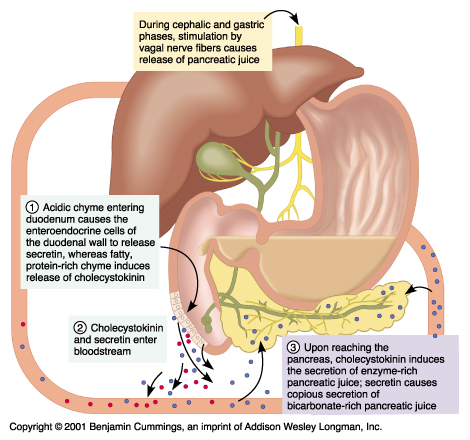 During cephalic and gastric
phases, stimulation by
vagal nerve fibers causes
release of pancreatic juice
① Acidic chyme entering
duodenum causes the
enteroendocrine cells of
the duodenal wall to release
secretin, whereas fatty,
protein-rich chyme induces
release of cholecystokinin
② Cholecystokinin
and secretin enter
bloodstream
③ Upon reaching the
pancreas, cholecystokinin induces
the secretion of enzyme-rich
pancreatic juice; secretin causes
copious secretion of
bicarbonate-rich pancreatic juice
Copyright © 2001 Benjamin Cummings, an imprint of Addison Wesley Longman, Inc.